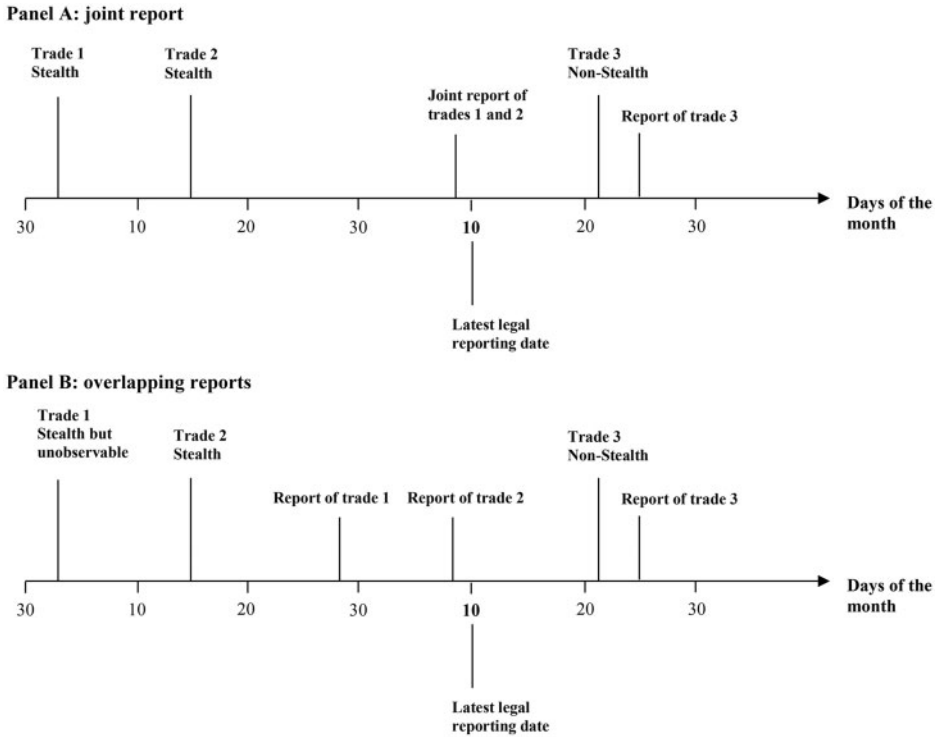 Panel A: joint report
Trade 1
Stealth
Trade 2
Stealth
Joint report of
trades 1 and 2
Trade 3
Non-Stealth
Report of trade 3
30
10
20
30
10
20
30
Days of the
month
Latest legal
reporting date
Panel B: overlapping reports
Trade 1
Stealth but
unobservable
Trade 2
Stealth
Report of trade 1
Report of trade 2
Trade 3
Non-Stealth
Report of trade 3
30
10
20
30
10
20
30
Days of the
month
Latest legal
reporting date